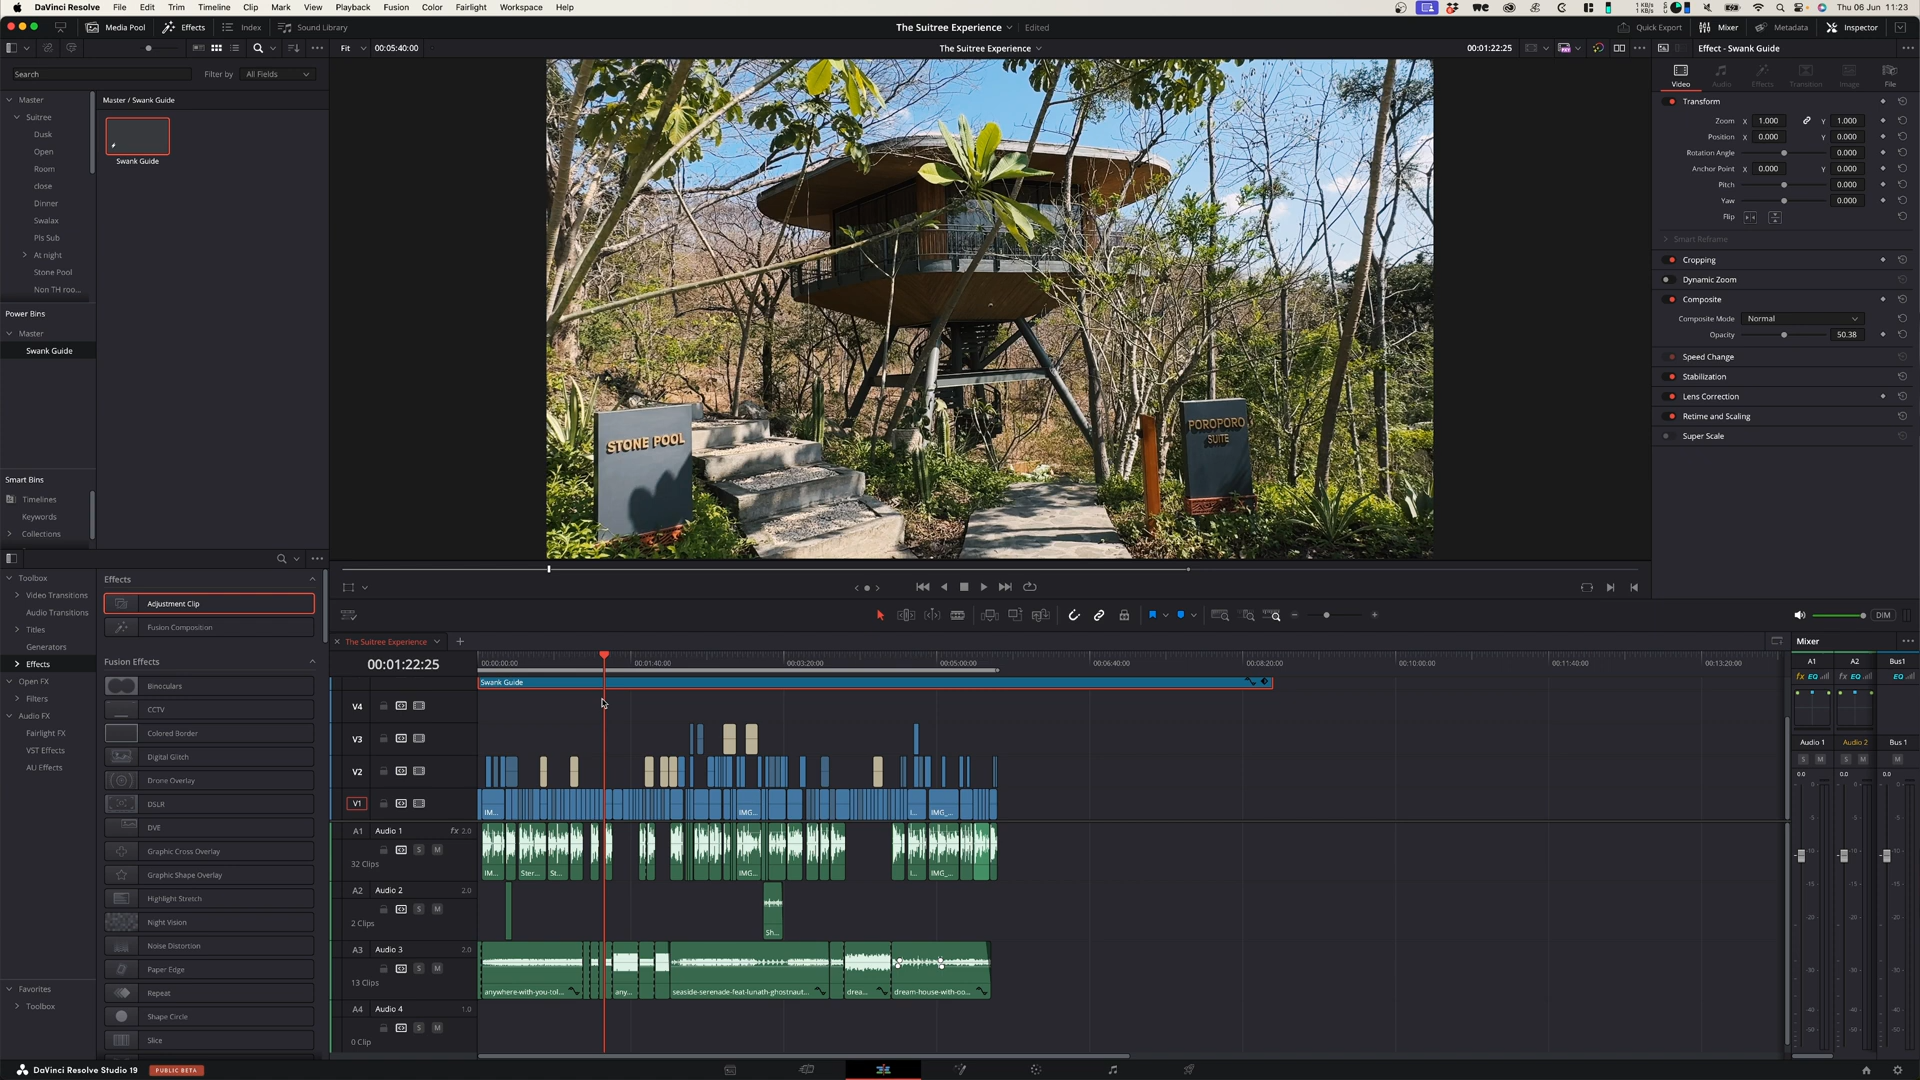 DaVinci Resolve File Edit Trim Timeline Clip Mark View Playback Fusion Color Fairlight Workspace Help
1 KB/s
1 KB/s
Thu 06 Jun 11:23
Media Pool Effects Index Sound Library
The Suitree Experience Edited
Quick Export Mixer Metadata Inspector
Fit 00:05:40:00
The Suitree Experience
00:01:22:25
Effect - Swank Guide
Search
Filter by All Fields
Video Audio Effects Transition Image File
Master
Master / Swank Guide
Suitree
Dusk
Open
Room
close
Dinner
Swalax
Pls Sub
At night
Stone Pool
Non TH roo...
Swank Guide
Power Bins
Master
Swank Guide
Smart Bins
Timelines
Keywords
Collections
STONE POOL
POROPORO
SUITE
Transform
Zoom X 1.000 Y 1.000
Position X 0.000 Y 0.000
Rotation Angle 0.000
Anchor Point X 0.000 Y 0.000
Pitch 0.000
Yaw 0.000
Flip
Smart Reframe
Cropping
Dynamic Zoom
Composite
Composite Mode Normal
Opacity 50.38
Speed Change
Stabilization
Lens Correction
Retime and Scaling
Super Scale
Toolbox
Video Transitions
Audio Transitions
Titles
Generators
Effects
Open FX
Filters
Audio FX
Fairlight FX
VST Effects
AU Effects
Favorites
Toolbox
Effects
Adjustment Clip
Fusion Composition
Fusion Effects
Binoculars
CCTV
Colored Border
Digital Glitch
Drone Overlay
DSLR
DVE
Graphic Cross Overlay
Graphic Shape Overlay
Highlight Stretch
Night Vision
Noise Distortion
Paper Edge
Repeat
Shape Circle
Slice
DIM
The Suitree Experience
00:01:22:25
00:00:00:00 00:01:40:00 00:03:20:00 00:05:00:00 00:06:40:00 00:08:20:00 00:10:00:00 00:11:40:00 00:13:20:00
Swank Guide
V4
V3
V2
V1
IM... IMG... I... IMG_...
A1 Audio 1 fx 2.0
S M
32 Clips
IM... Ster... St... IMG... I... IMG_...
A2 Audio 2 2.0
S M
2 Clips
Sh...
A3 Audio 3 2.0
S M
13 Clips
anywhere-with-you-tol... any... seaside-serenade-feat-lunath-ghostnaut... drea... dream-house-with-oo...
A4 Audio 4 1.0
S M
0 Clip
Mixer
A1 A2 Bus1
fx EQ fx EQ EQ
Audio 1 Audio 2 Bus 1
S M S M M
0.0 0.0 0.0
DaVinci Resolve Studio 19 PUBLIC BETA